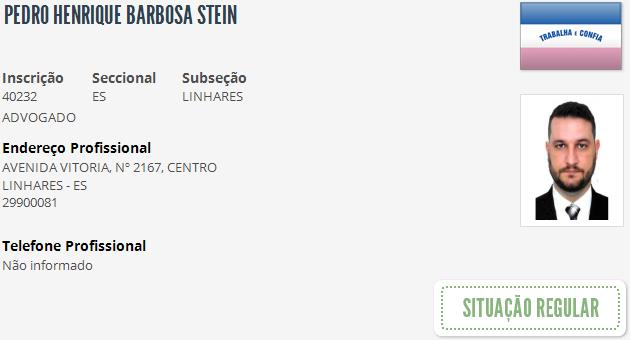 PEDRO HENRIQUE BARBOSA STEIN
TRABALHA E CONFIA
Inscrição Seccional Subseção
40232 ES LINHARES
ADVOGADO
Endereço Profissional
AVENIDA VITORIA, Nº 2167, CENTRO
LINHARES - ES
29900081
Telefone Profissional
Não informado
SITUAÇÃO REGULAR